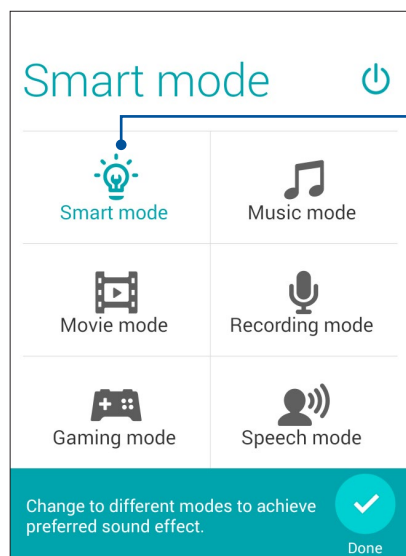 Smart mode
Smart mode
Music mode
Movie mode
Recording mode
Gaming mode
Speech mode
Change to different modes to achieve
preferred sound effect.
Done